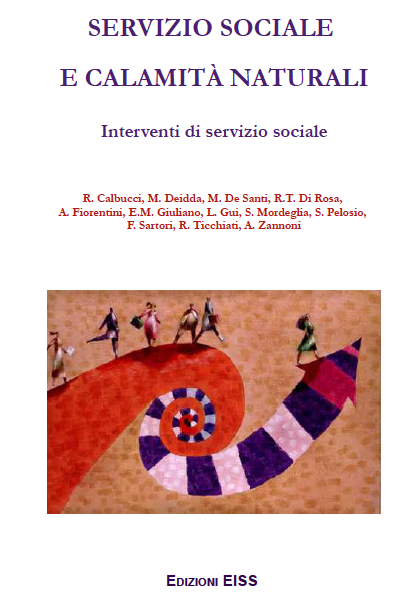 SERVIZIO SOCIALE
E CALAMITÀ NATURALI
Interventi di servizio sociale
R. Calbucci, M. Deidda, M. De Santi, R.T. Di Rosa,
A. Fiorentini, E.M. Giuliano, L. Gui, S. Mordeglia, S. Pelosio,
F. Sartori, R. Ticchiati, A. Zannoni
EDIZIONI EISS